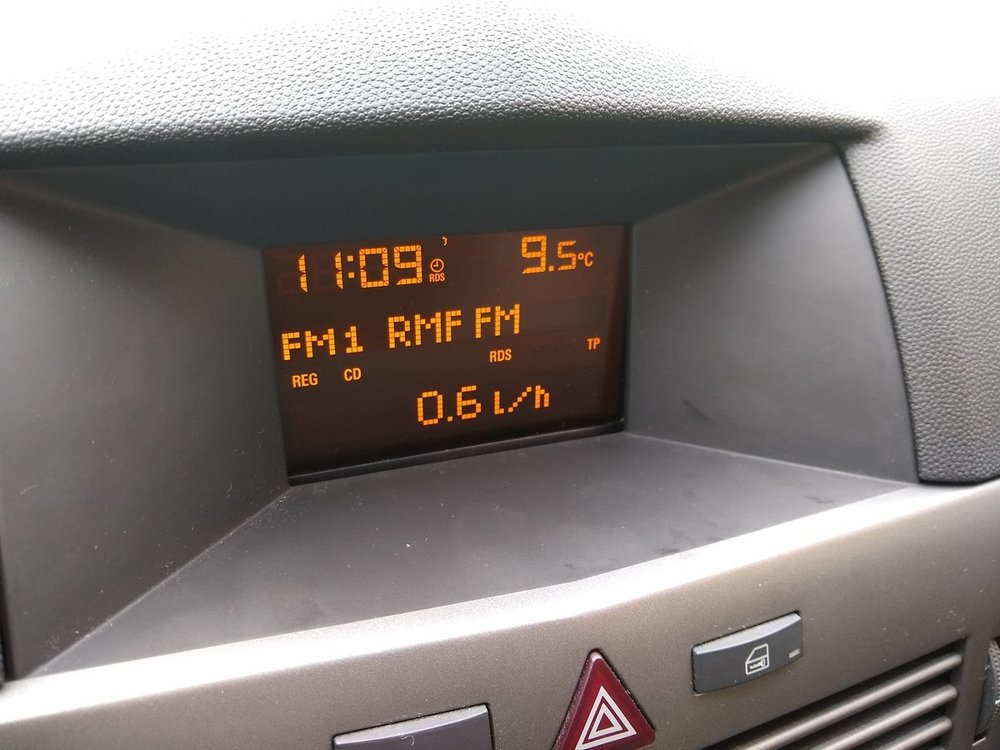 11:09 RDS 9.5°C
FM1 RMF FM
REG CD RDS TP
0.6 l/h